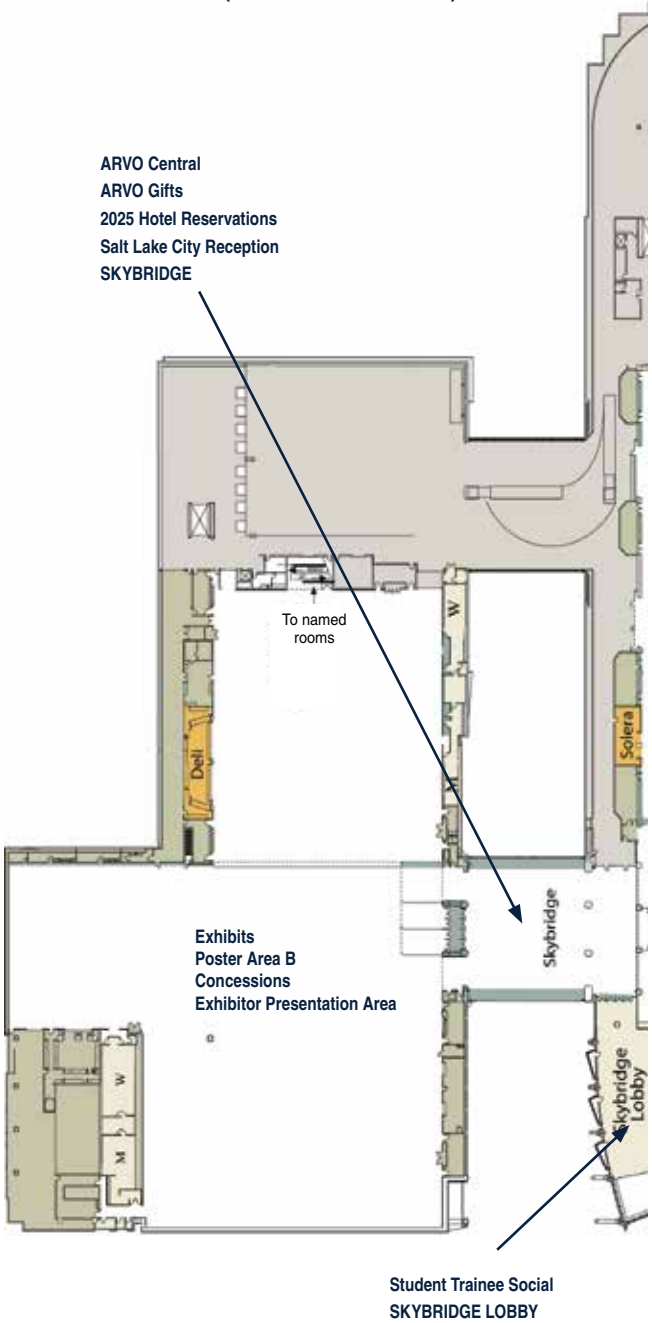 ARVO Central
ARVO Gifts
2025 Hotel Reservations
Salt Lake City Reception
SKYBRIDGE
To named
rooms
W
Deli
Solera
M
Skybridge
Exhibits
Poster Area B
Concessions
Exhibitor Presentation Area
W
M
Skybridge
Lobby
Student Trainee Social
SKYBRIDGE LOBBY